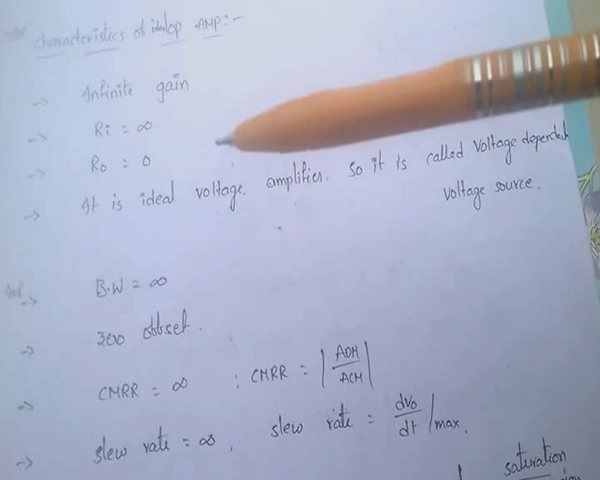 characteristics of ideal op AMP:-
-> Infinite gain
-> Ri = ∞
-> Ro : 0
-> It is ideal voltage amplifier. so it is called voltage dependent
voltage source.
-> B.W = ∞
-> zero offset.
-> CMRR = ∞ : CMRR = |ADM/ACM|
-> slew rate = ∞, slew rate = dvo/dt / max.
saturation